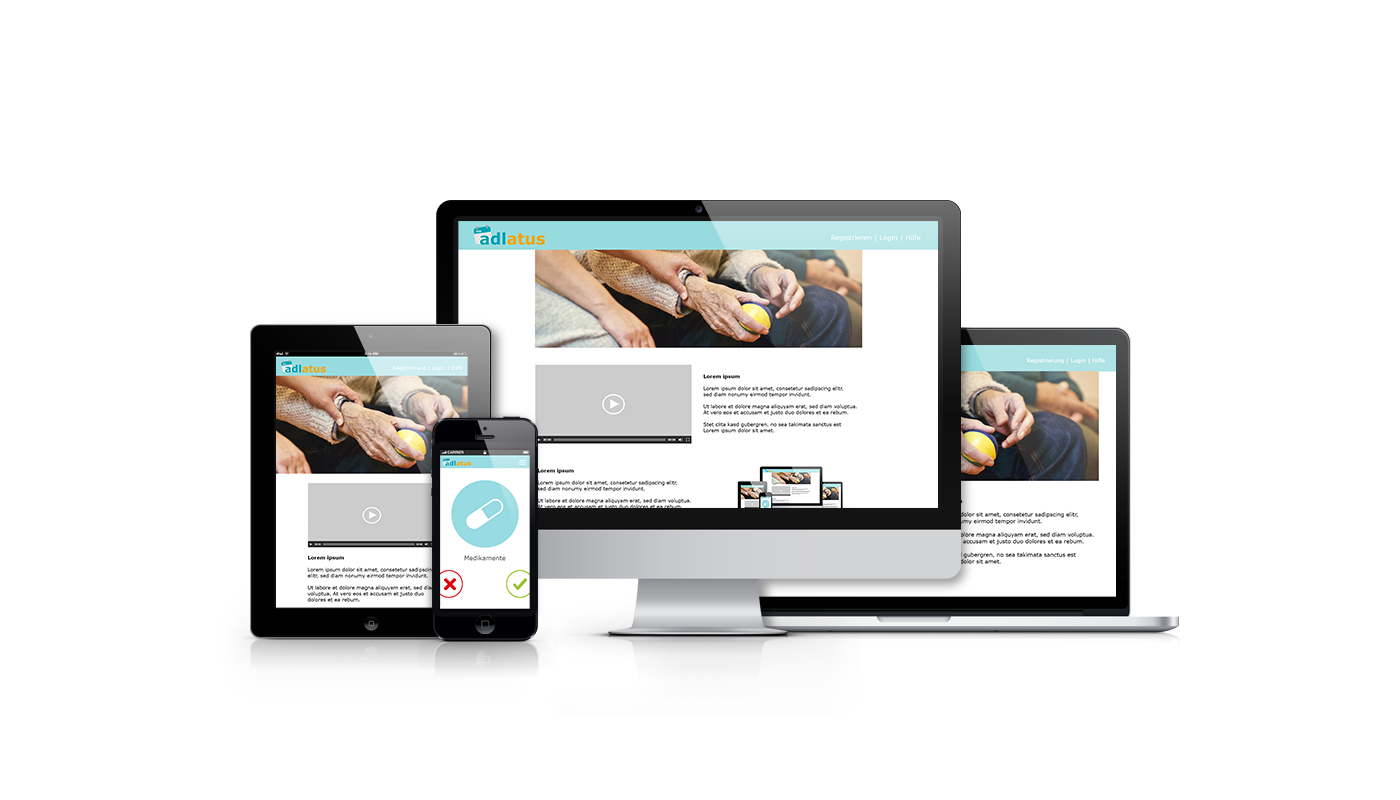 adlatus
Registrieren | Login | Hilfe
Lorem ipsum
Lorem ipsum dolor sit amet, consetetur sadipscing elitr,
sed diam nonumy eirmod tempor invidunt.
Ut labore et dolore magna aliquyam erat, sed diam voluptua.
At vero eos et accusam et justo duo dolores et ea rebum.
Stet clita kasd gubergren, no sea takimata sanctus est
Lorem ipsum dolor sit amet.
Lorem ipsum
Lorem ipsum dolor sit amet, consetetur sadipscing elitr,
sed diam nonumy eirmod tempor invidunt.
Ut labore et dolore magna aliquyam erat, sed diam voluptua.
At vero eos et accusam et justo duo dolores et ea rebum.
iPad
adlatus
Registrierung | Login | Hilfe
Lorem ipsum
Lorem ipsum dolor sit amet, consetetur sadipscing
elitr, sed diam nonumy eirmod tempor invidunt.
Ut labore et dolore magna aliquyam erat, sed diam
voluptua. At vero eos et accusam et justo duo
dolores et ea rebum.
CARRIER
adlatus
Medikamente
Registrierung | Login | Hilfe
dolor sit amet, consetetur sadipscing elitr,
my eirmod tempor invidunt.
dolore magna aliquyam erat, sed diam voluptua.
accusam et justo duo dolores et ea rebum.
gubergren, no sea takimata sanctus est
dolor sit amet.